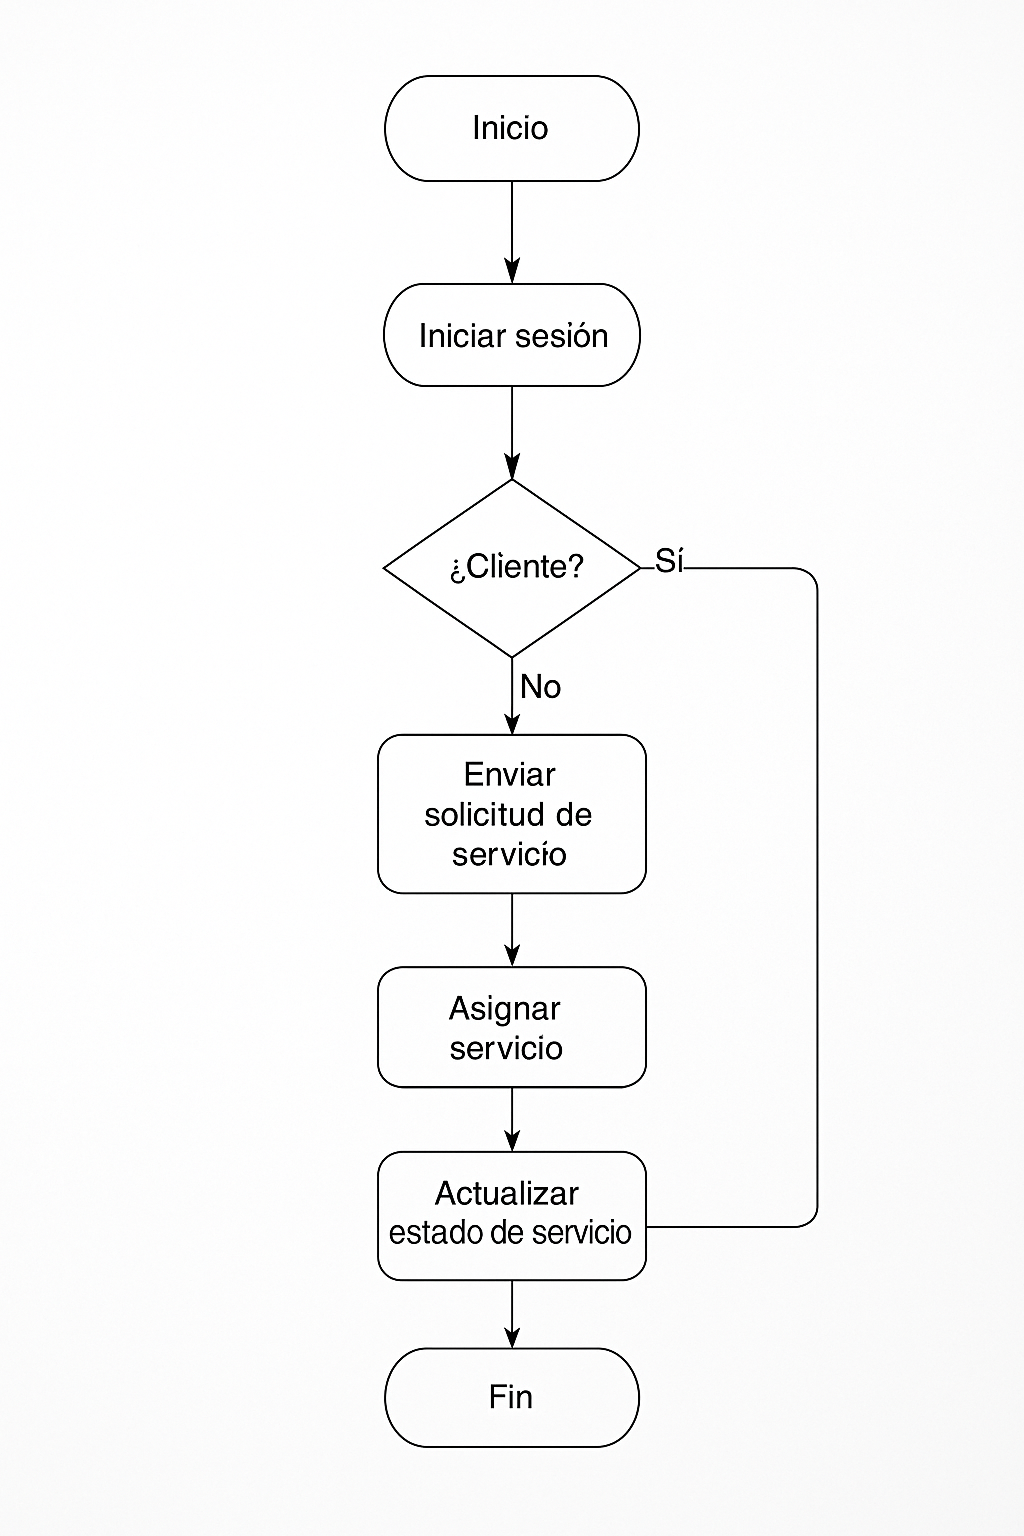 Inicio
Iniciar sesión
¿Cliente?
Sí
No
Enviar
solicitud de
servicio
Asignar
servicio
Actualizar
estado de servicio
Fin